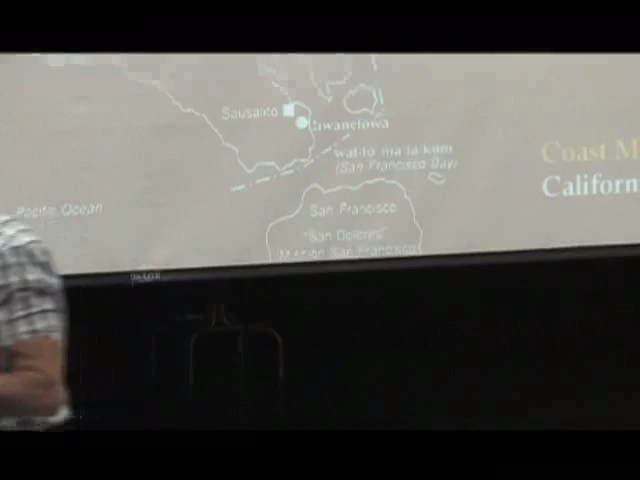 Sausalito
Liwanelowa
wat-to ma-la kum
(San Francisco Bay)
Coast M
Californ
Pacific Ocean
San Francisco
"San Dolores"
Mission San Francisco